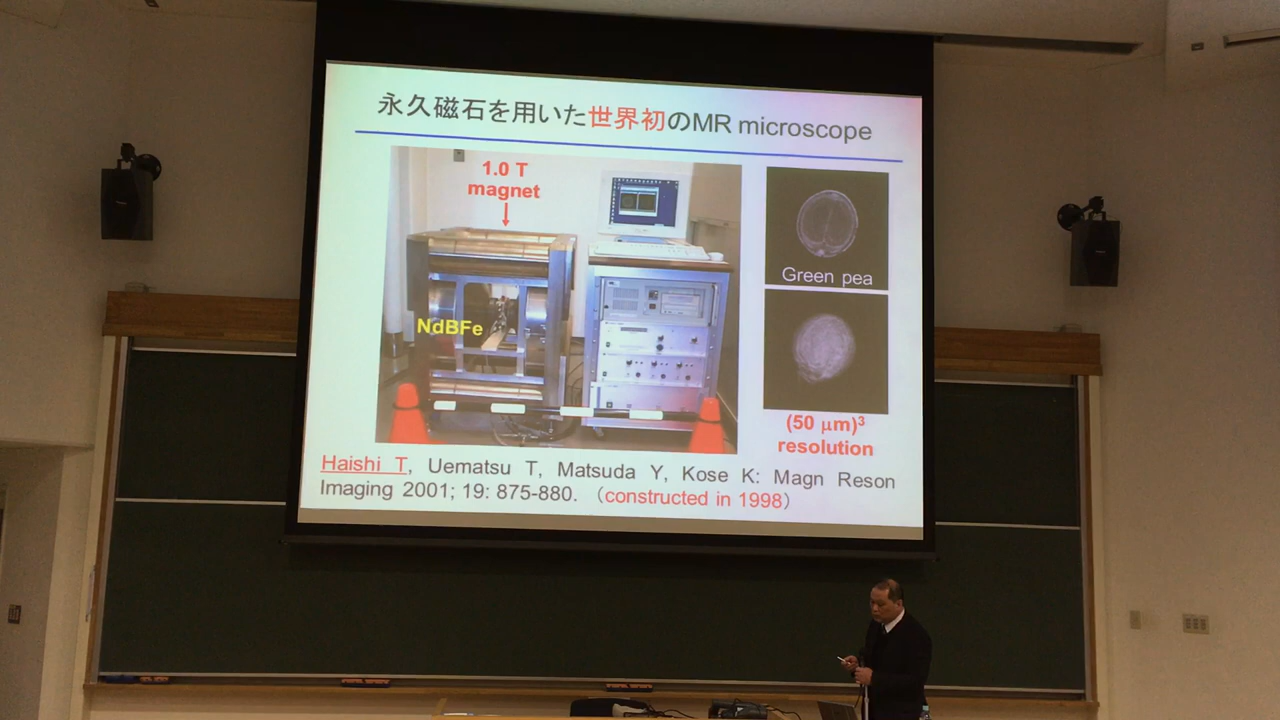 永久磁石を用いた世界初のMR microscope
1.0 T
magnet
NdBFe
Green pea
(50 μm)³
resolution
Haishi T, Uematsu T, Matsuda Y, Kose K: Magn Reson
Imaging 2001; 19: 875-880. （constructed in 1998）